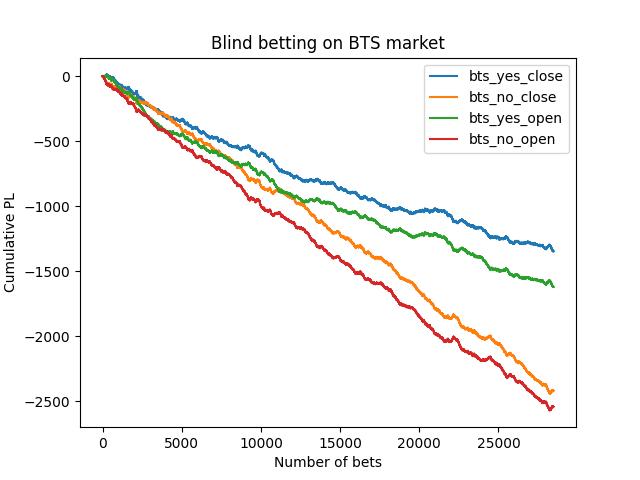 Blind betting on BTS market
bts_yes_close
bts_no_close
bts_yes_open
bts_no_open
Cumulative PL
0
−500
−1000
−1500
−2000
−2500
0 5000 10000 15000 20000 25000
Number of bets